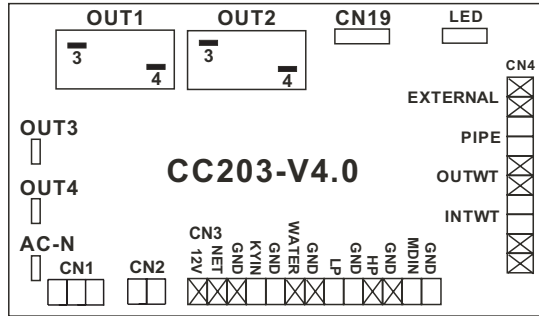 OUT1 OUT2 CN19 LED
3 4 3 4
CN4
EXTERNAL
PIPE
OUTWT
INTWT
OUT3
OUT4
AC-N
CC203-V4.0
CN1 CN2 CN3
12V NET GND KYIN GND WATER GND LP GND HP GND MDIN GND